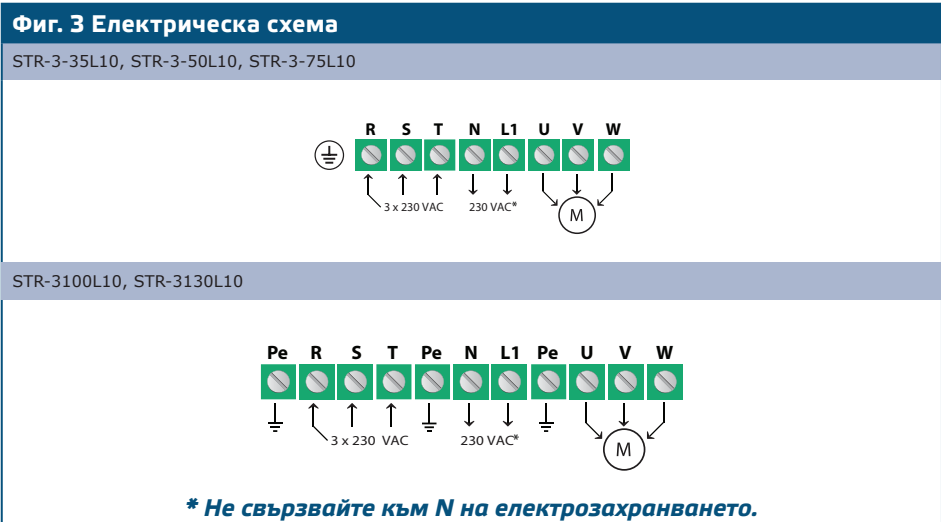 Фиг. 3 Електрическа схема
STR-3-35L10, STR-3-50L10, STR-3-75L10
R S T N L1 U V W
3 x 230 VAC 230 VAC*
M
STR-3100L10, STR-3130L10
Pe R S T Pe N L1 Pe U V W
3 x 230 VAC 230 VAC*
M
* Не свързвайте към N на електрозахранването.